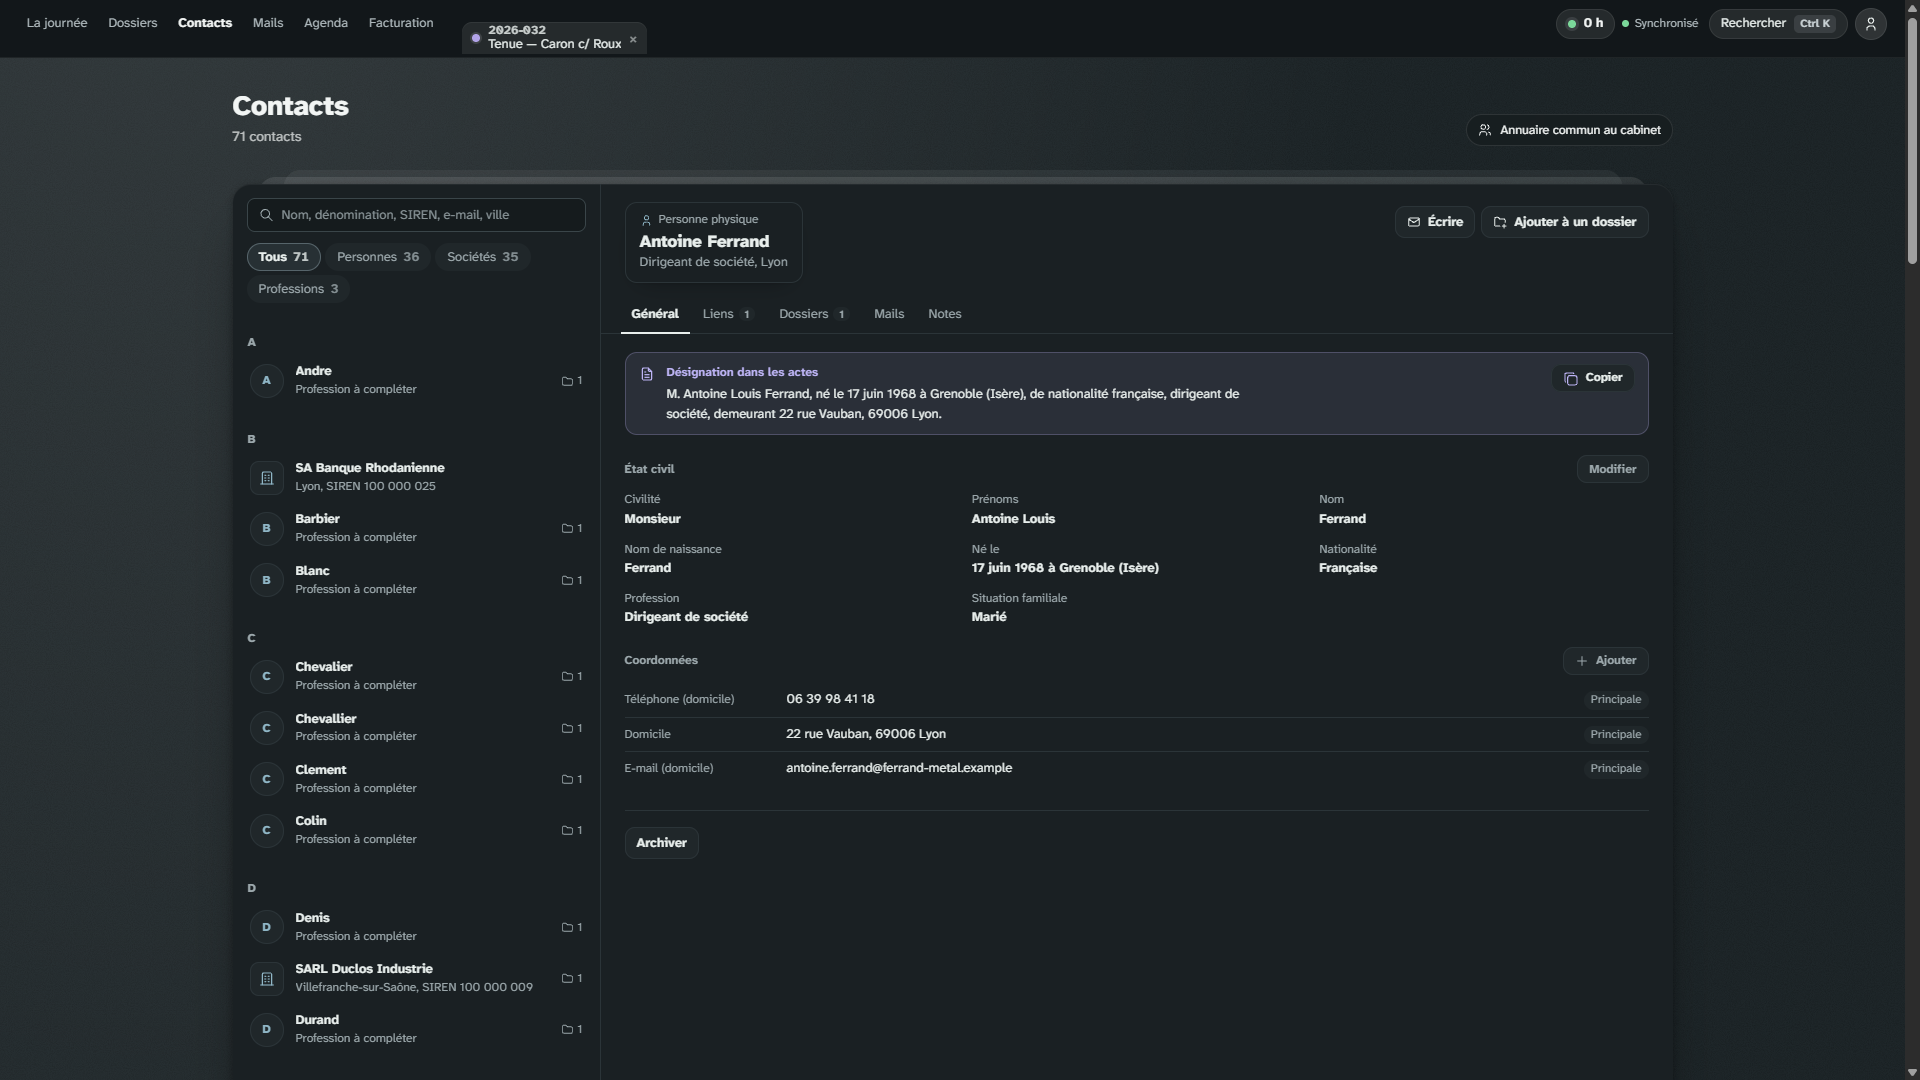 La journée
Dossiers
Contacts
Mails
Agenda
Facturation
2026-032
Tenue — Caron c/ Roux ×
0 h
Synchronisé
Rechercher Ctrl K
Contacts
71 contacts
Annuaire commun au cabinet
Nom, dénomination, SIREN, e-mail, ville
Tous 71
Personnes 36
Sociétés 35
Professions 3
A
A
Andre
Profession à compléter
1
B
SA Banque Rhodanienne
Lyon, SIREN 100 000 025
B
Barbier
Profession à compléter
1
B
Blanc
Profession à compléter
1
C
C
Chevalier
Profession à compléter
1
C
Chevallier
Profession à compléter
1
C
Clement
Profession à compléter
1
C
Colin
Profession à compléter
1
D
D
Denis
Profession à compléter
1
SARL Duclos Industrie
Villefranche-sur-Saône, SIREN 100 000 009
1
D
Durand
Profession à compléter
1
Personne physique
Antoine Ferrand
Dirigeant de société, Lyon
Écrire
Ajouter à un dossier
Général
Liens 1
Dossiers 1
Mails
Notes
Désignation dans les actes
M. Antoine Louis Ferrand, né le 17 juin 1968 à Grenoble (Isère), de nationalité française, dirigeant de
société, demeurant 22 rue Vauban, 69006 Lyon.
Copier
État civil
Modifier
Civilité
Monsieur
Prénoms
Antoine Louis
Nom
Ferrand
Nom de naissance
Ferrand
Né le
17 juin 1968 à Grenoble (Isère)
Nationalité
Française
Profession
Dirigeant de société
Situation familiale
Marié
Coordonnées
+ Ajouter
Téléphone (domicile) 06 39 98 41 18 Principale
Domicile 22 rue Vauban, 69006 Lyon Principale
E-mail (domicile) antoine.ferrand@ferrand-metal.example Principale
Archiver